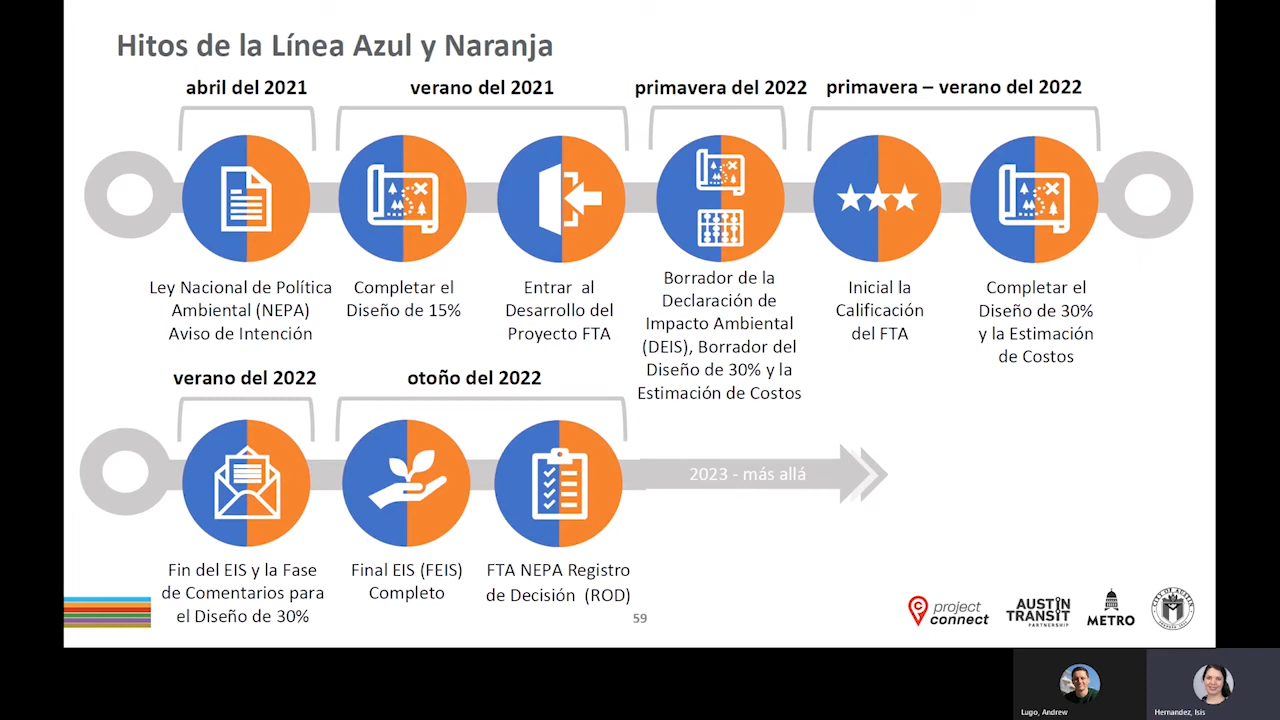 Hitos de la Línea Azul y Naranja
abril del 2021
verano del 2021
primavera del 2022
primavera – verano del 2022
Ley Nacional de Política
Ambiental (NEPA)
Aviso de Intención
Completar el
Diseño de 15%
Entrar al
Desarrollo del
Proyecto FTA
Borrador de la
Declaración de
Impacto Ambiental
(DEIS), Borrador del
Diseño de 30% y la
Estimación de Costos
Inicial la
Calificación
del FTA
Completar el
Diseño de 30%
y la Estimación
de Costos
verano del 2022
otoño del 2022
2023 - más allá
Fin del EIS y la Fase
de Comentarios para
el Diseño de 30%
Final EIS (FEIS)
Completo
FTA NEPA Registro
de Decisión (ROD)
59
project
connect
AUSTIN
TRANSIT
PARTNERSHIP
METRO
CITY OF AUSTIN
Lugo, Andrew
Hernandez, Isis